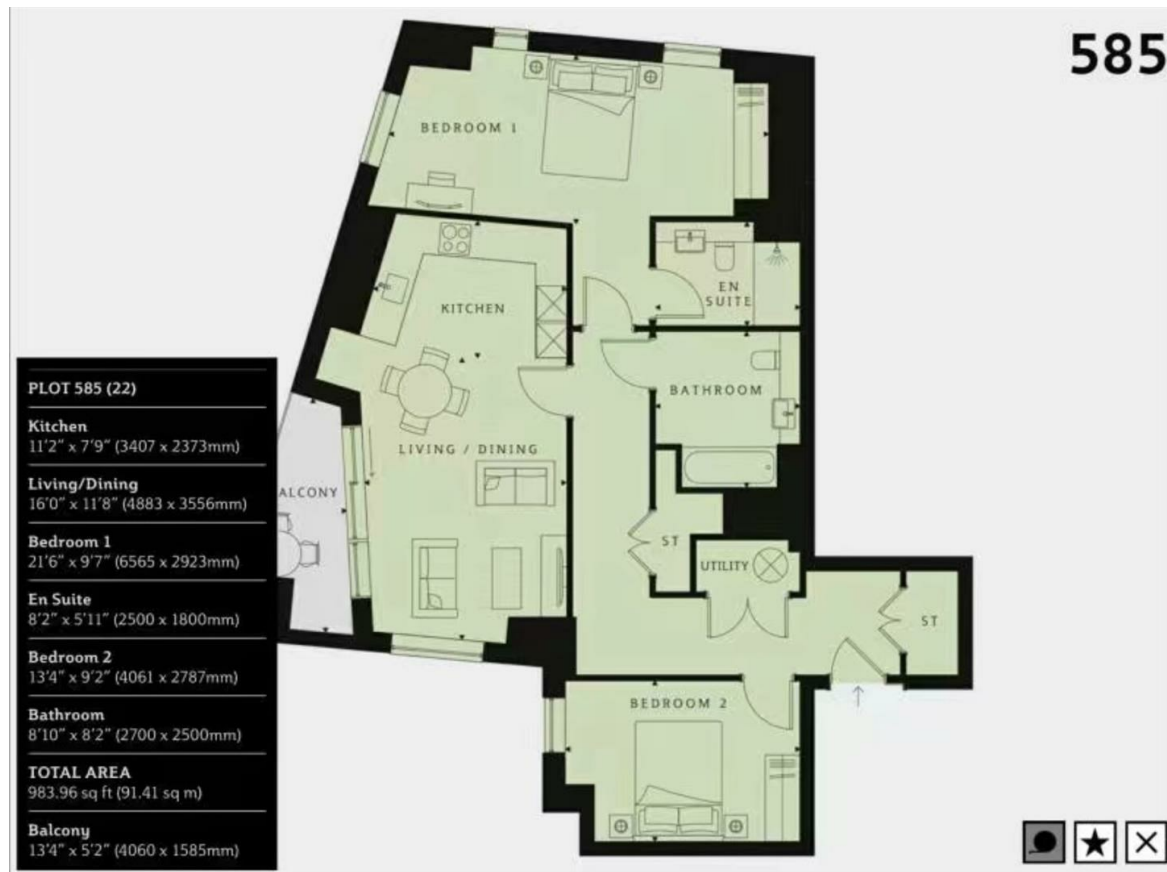 585
BEDROOM 1
EN
SUITE
KITCHEN
BATHROOM
LIVING / DINING
ALCONY
ST
UTILITY
ST
BEDROOM 2
PLOT 585 (22)
Kitchen
11'2" x 7'9" (3407 x 2373mm)
Living/Dining
16'0" x 11'8" (4883 x 3556mm)
Bedroom 1
21'6" x 9'7" (6565 x 2923mm)
En Suite
8'2" x 5'11" (2500 x 1800mm)
Bedroom 2
13'4" x 9'2" (4061 x 2787mm)
Bathroom
8'10" x 8'2" (2700 x 2500mm)
TOTAL AREA
983.96 sq ft (91.41 sq m)
Balcony
13'4" x 5'2" (4060 x 1585mm)